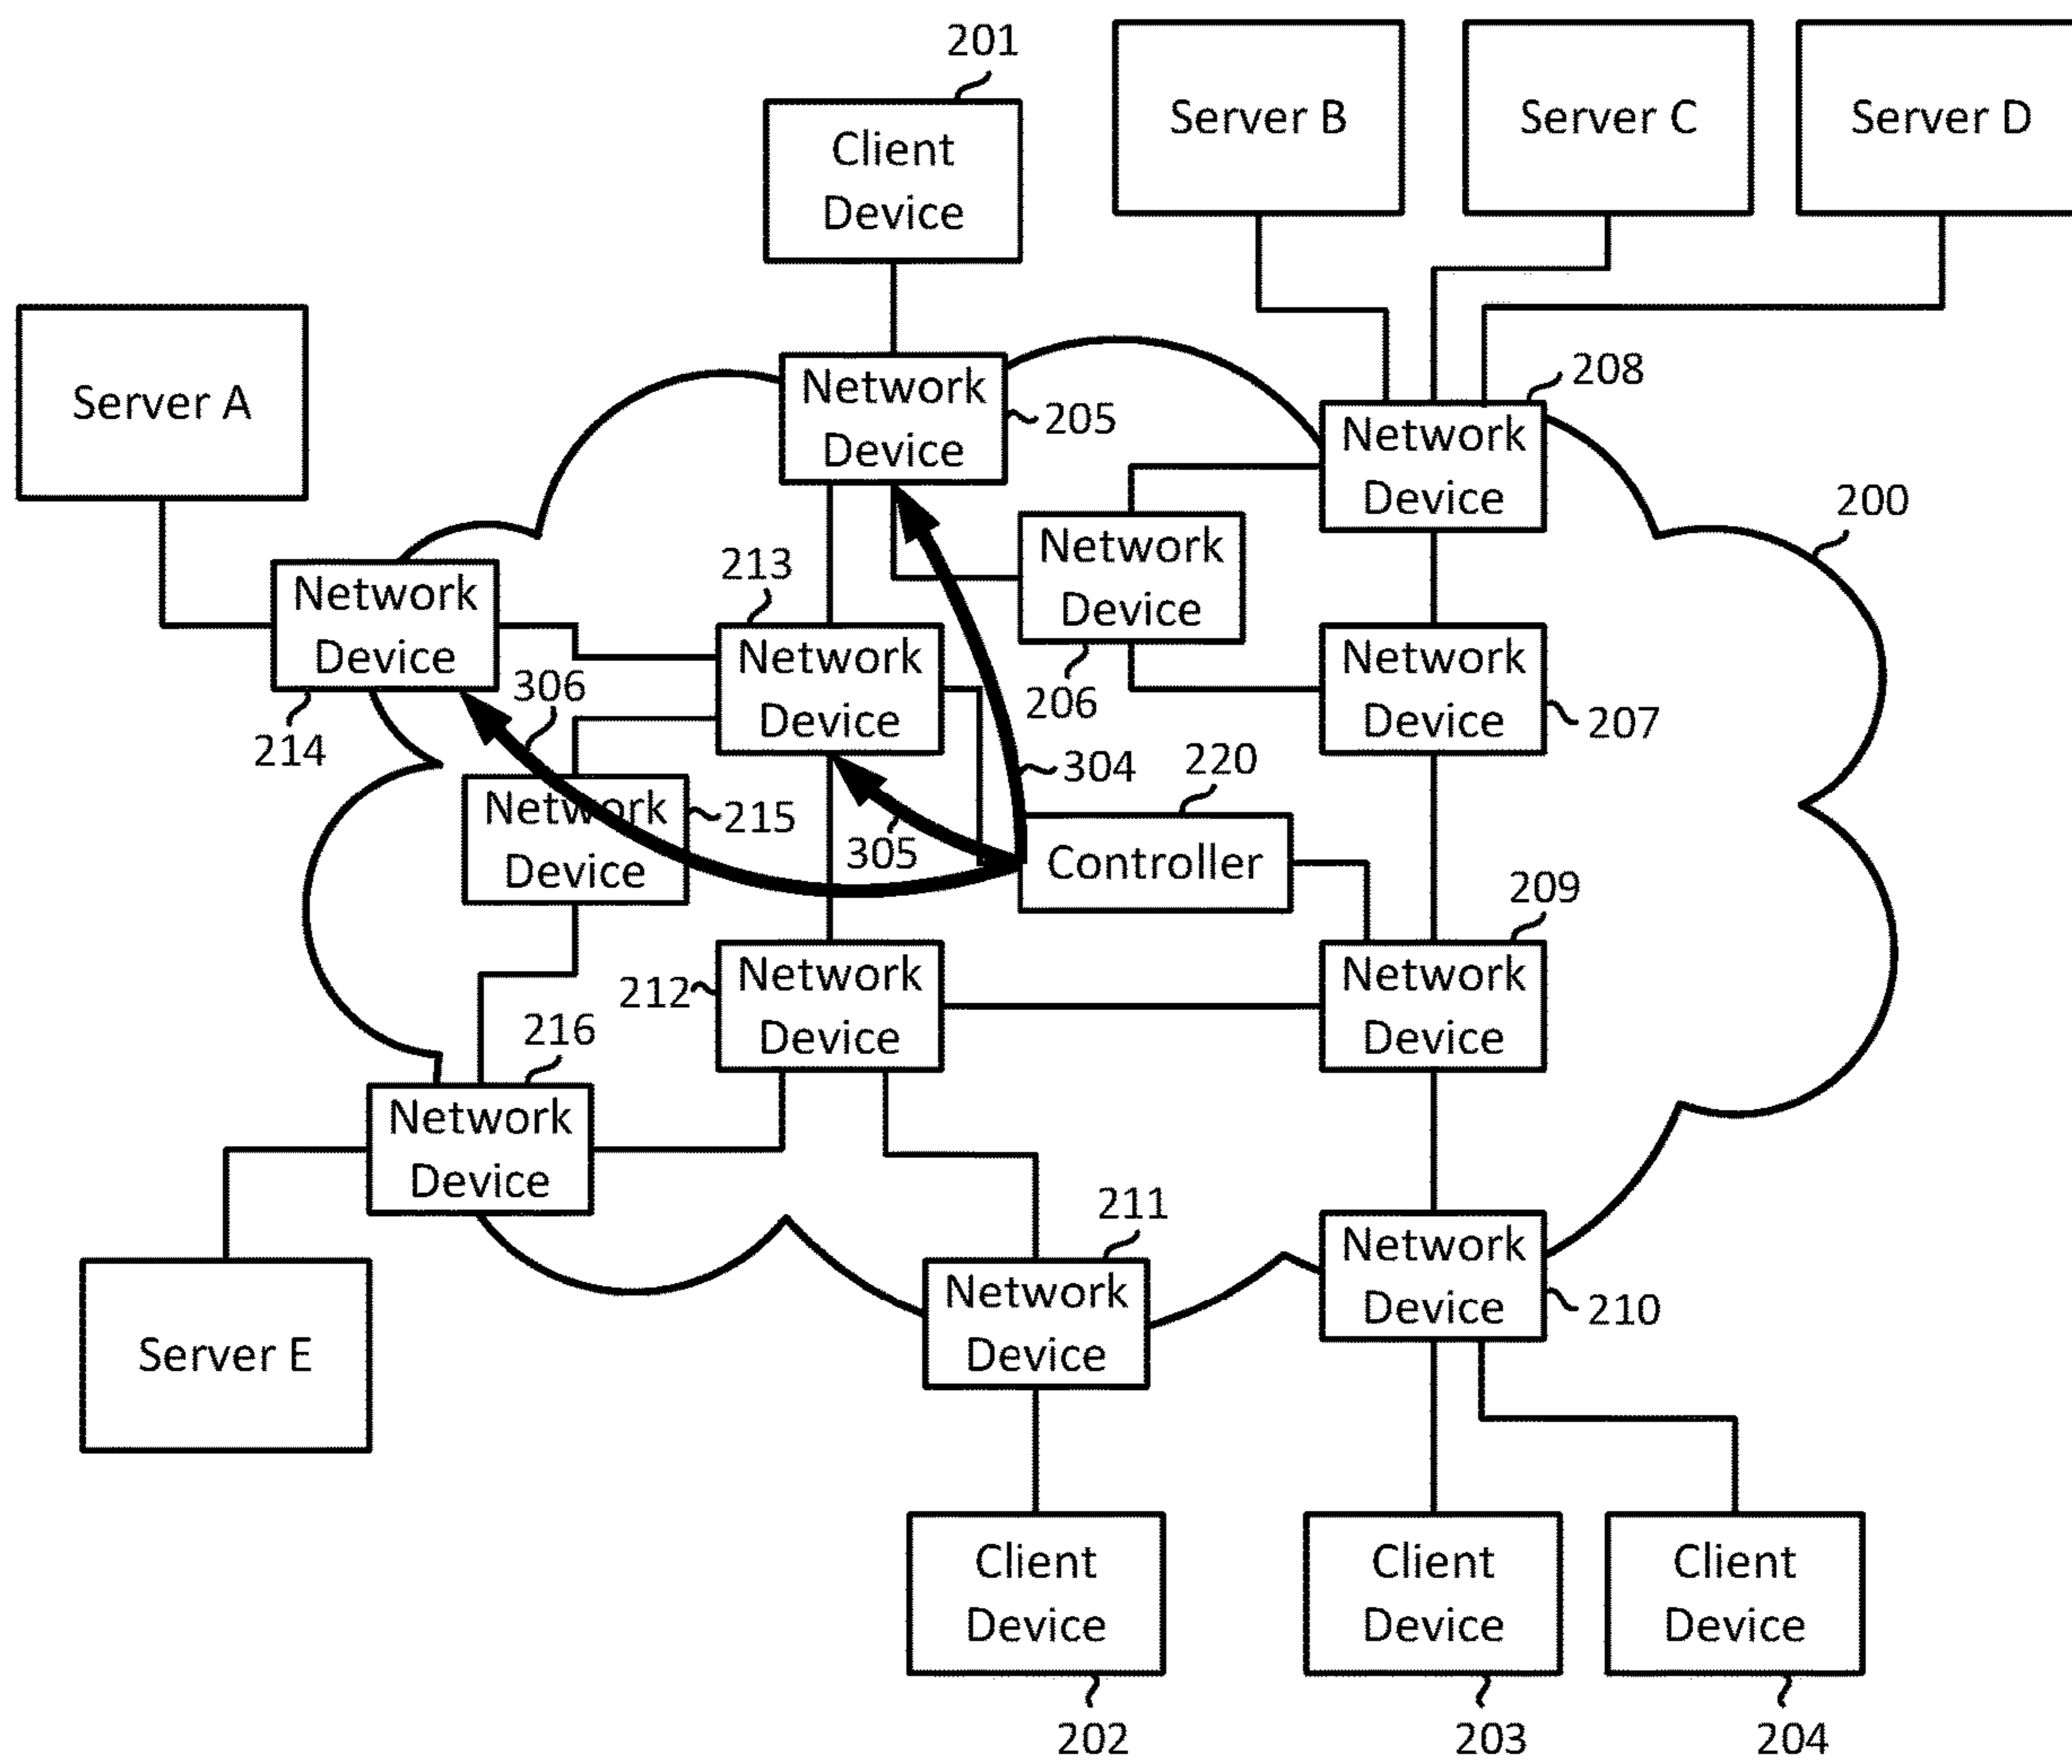 201
Client
Device
Server B
Server C
Server D
Server A
Network
Device
205
208
Network
Device
200
Network
Device
206
213
Network
Device
214
306
Network
Device
Network
Device
207
304
220
Network
Device
215
305
Controller
209
212
Network
Device
Network
Device
216
Network
Device
211
Network
Device
210
Network
Device
Server E
Client
Device
202
Client
Device
203
Client
Device
204